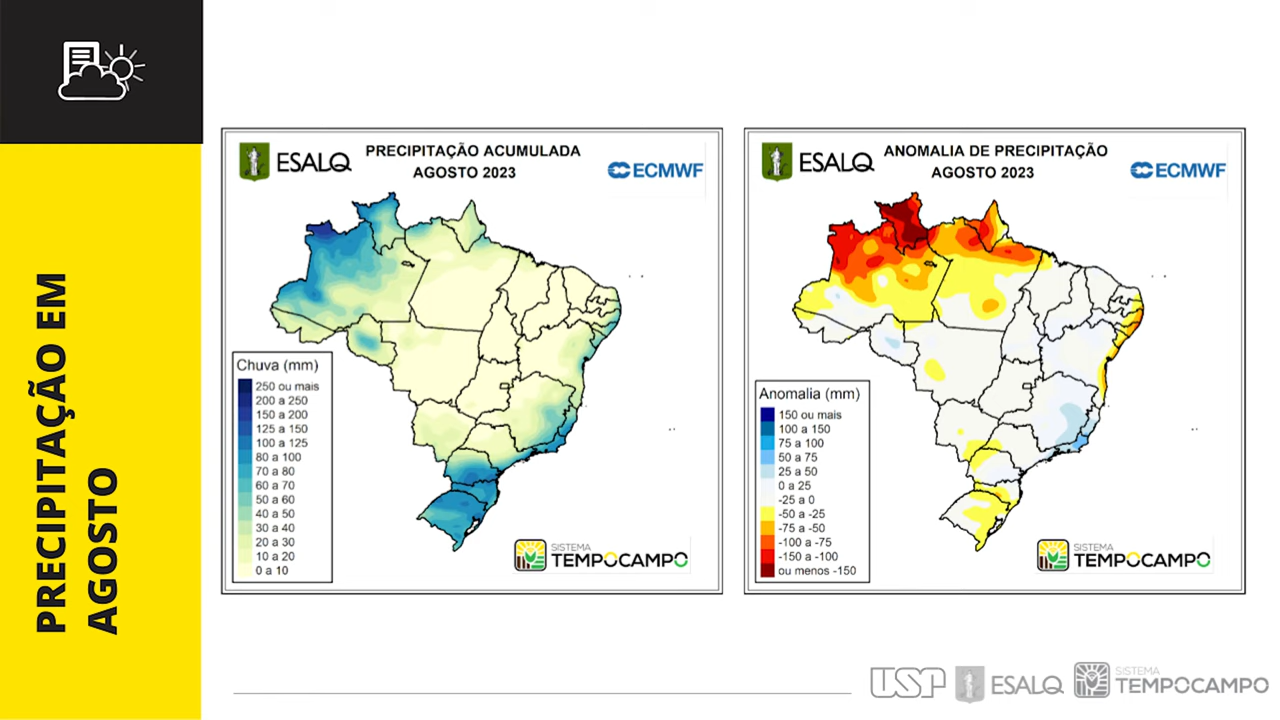 PRECIPITAÇÃO EM
AGOSTO
ESALQ
PRECIPITAÇÃO ACUMULADA
AGOSTO 2023
ECMWF
Chuva (mm)
250 ou mais
200 a 250
150 a 200
125 a 150
100 a 125
80 a 100
70 a 80
60 a 70
50 a 60
40 a 50
30 a 40
20 a 30
10 a 20
0 a 10
SISTEMA
TEMPOCAMPO
ESALQ
ANOMALIA DE PRECIPITAÇÃO
AGOSTO 2023
ECMWF
Anomalia (mm)
150 ou mais
100 a 150
75 a 100
50 a 75
25 a 50
0 a 25
-25 a 0
-50 a -25
-75 a -50
-100 a -75
-150 a -100
ou menos -150
SISTEMA
TEMPOCAMPO
USP
ESALQ
SISTEMA
TEMPOCAMPO